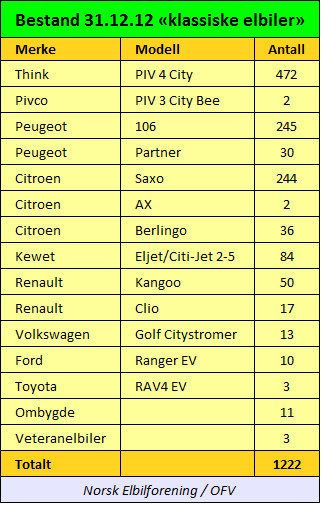 Bestand 31.12.12 «klassiske elbiler»
Merke Modell Antall
Think PIV 4 City 472
Pivco PIV 3 City Bee 2
Peugeot 106 245
Peugeot Partner 30
Citroen Saxo 244
Citroen AX 2
Citroen Berlingo 36
Kewet Eljet/Citi-Jet 2-5 84
Renault Kangoo 50
Renault Clio 17
Volkswagen Golf Citystromer 13
Ford Ranger EV 10
Toyota RAV4 EV 3
Ombygde 11
Veteranelbiler 3
Totalt 1222
Norsk Elbilforening / OFV